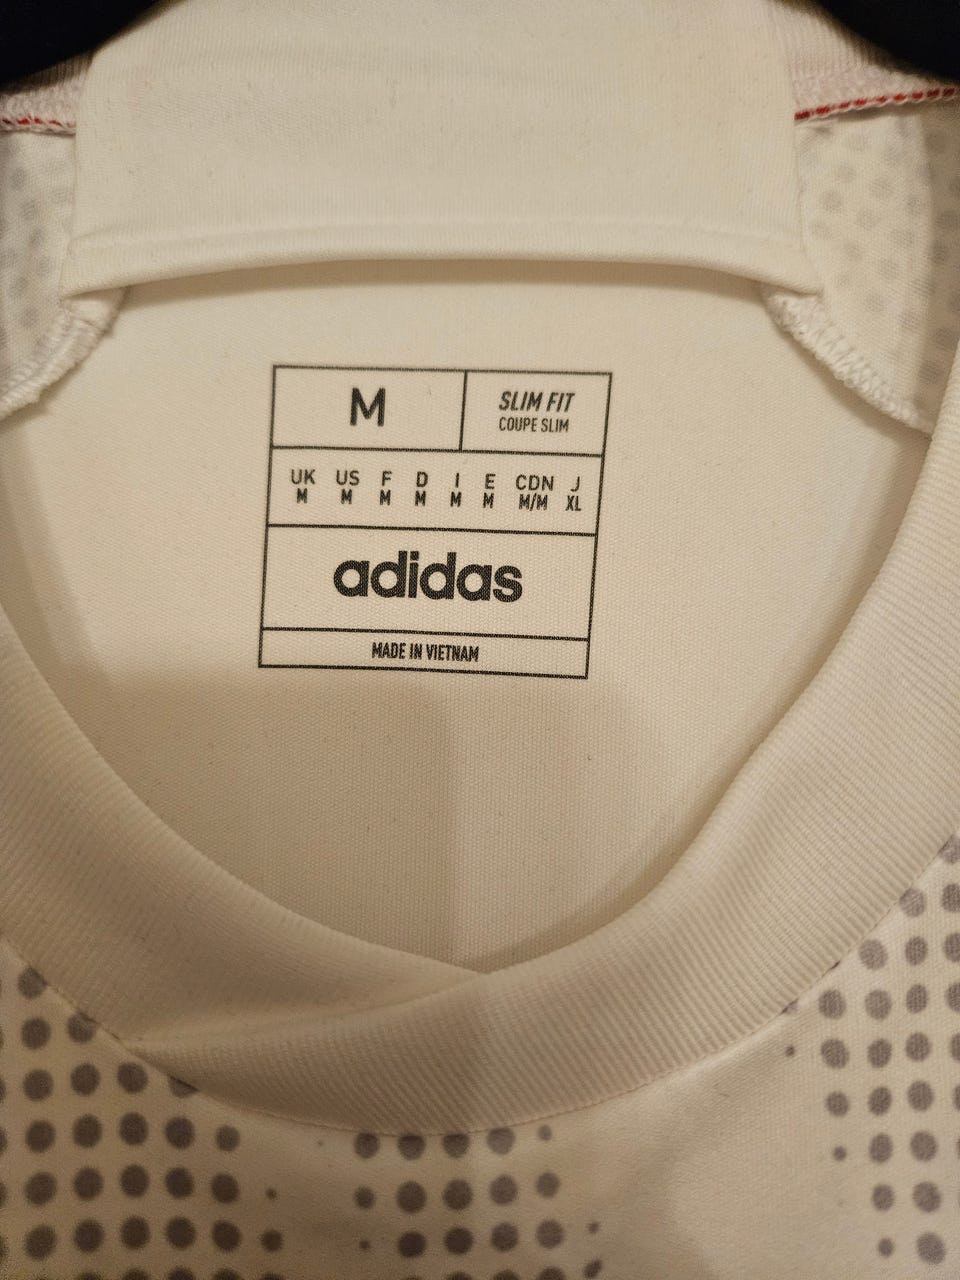 M
SLIM FIT
COUPE SLIM
UK US F D I E CDN J
M M M M M M M/M XL
adidas
MADE IN VIETNAM